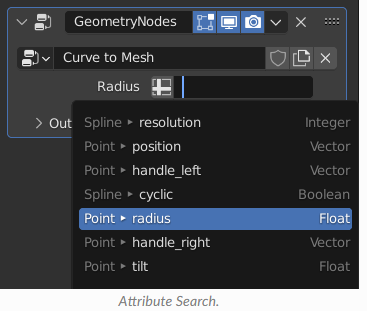 GeometryNodes
Curve to Mesh
Radius
Out
Spline ▸ resolution Integer
Point ▸ position Vector
Point ▸ handle_left Vector
Spline ▸ cyclic Boolean
Point ▸ radius Float
Point ▸ handle_right Vector
Point ▸ tilt Float
Attribute Search.